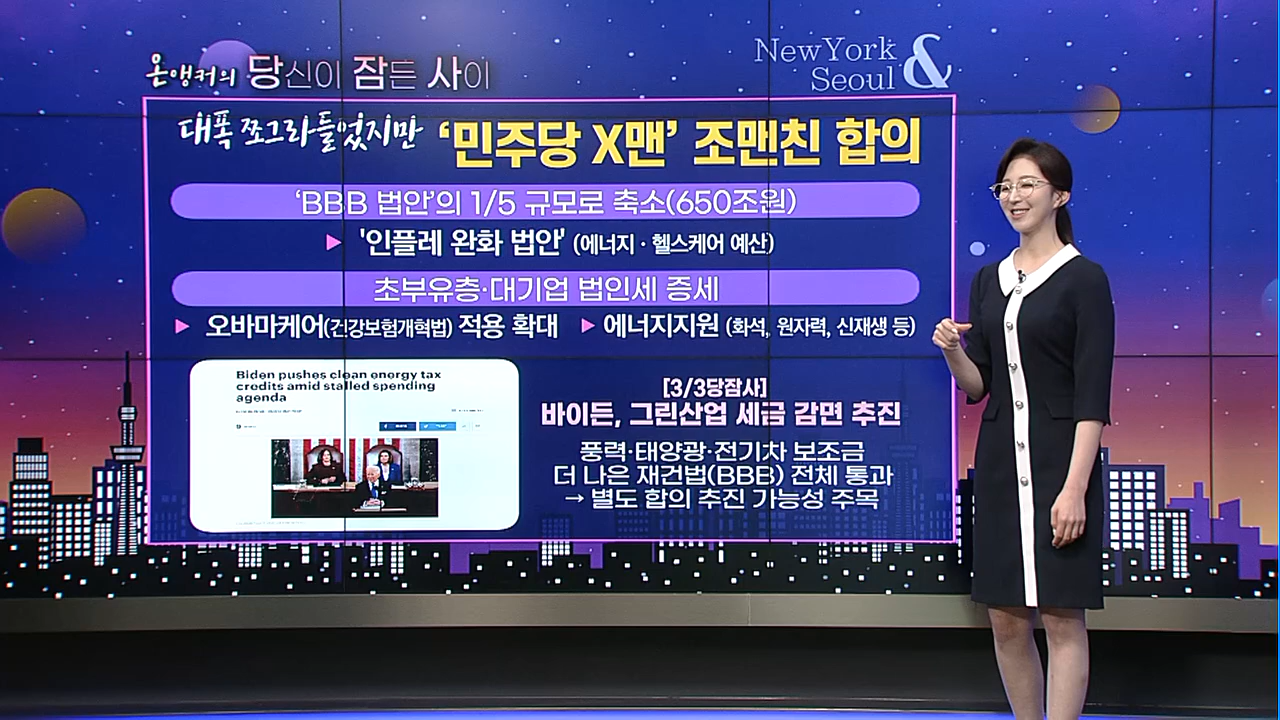 온앵커의 당신이 잠든 사이
NewYork &
Seoul
대폭 쪼그라들었지만 '민주당 X맨' 조맨친 합의
'BBB 법안'의 1/5 규모로 축소(650조원)
▶ '인플레 완화 법안' (에너지·헬스케어 예산)
초부유층·대기업 법인세 증세
▶ 오바마케어(건강보험개혁법) 적용 확대 ▶ 에너지지원 (화석, 원자력, 신재생 등)
Biden pushes clean energy tax
credits amid stalled spending
agenda
[3/3당잠사]
바이든, 그린산업 세금 감면 추진
풍력·태양광·전기차 보조금
더 나은 재건법(BBB) 전체 통과
→ 별도 합의 추진 가능성 주목